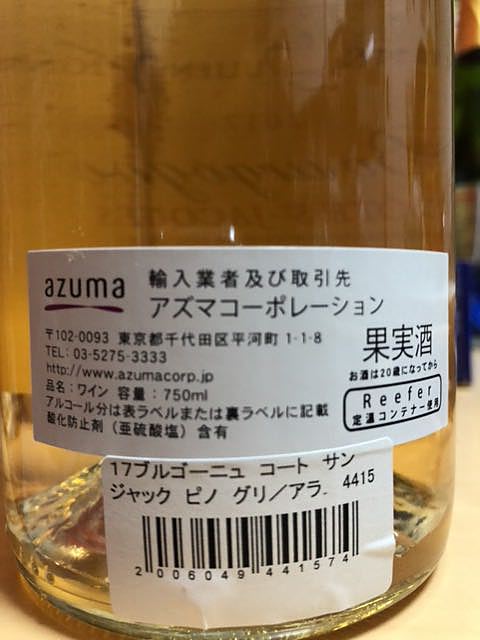 azuma
輸入業者及び取引先
アズマコーポレーション
〒102-0093 東京都千代田区平河町 1-1-8
TEL: 03-5275-3333
http://www.azumacorp.jp
品名:ワイン 容量:750ml
アルコール分は表ラベルまたは裏ラベルに記載
酸化防止剤(亜硫酸塩)含有
果実酒
お酒は20歳になってから
Reefer
定温コンテナー使用
17ブルゴーニュ コート サン
ジャック ピノ グリ/アラ. 4415
2006049441574